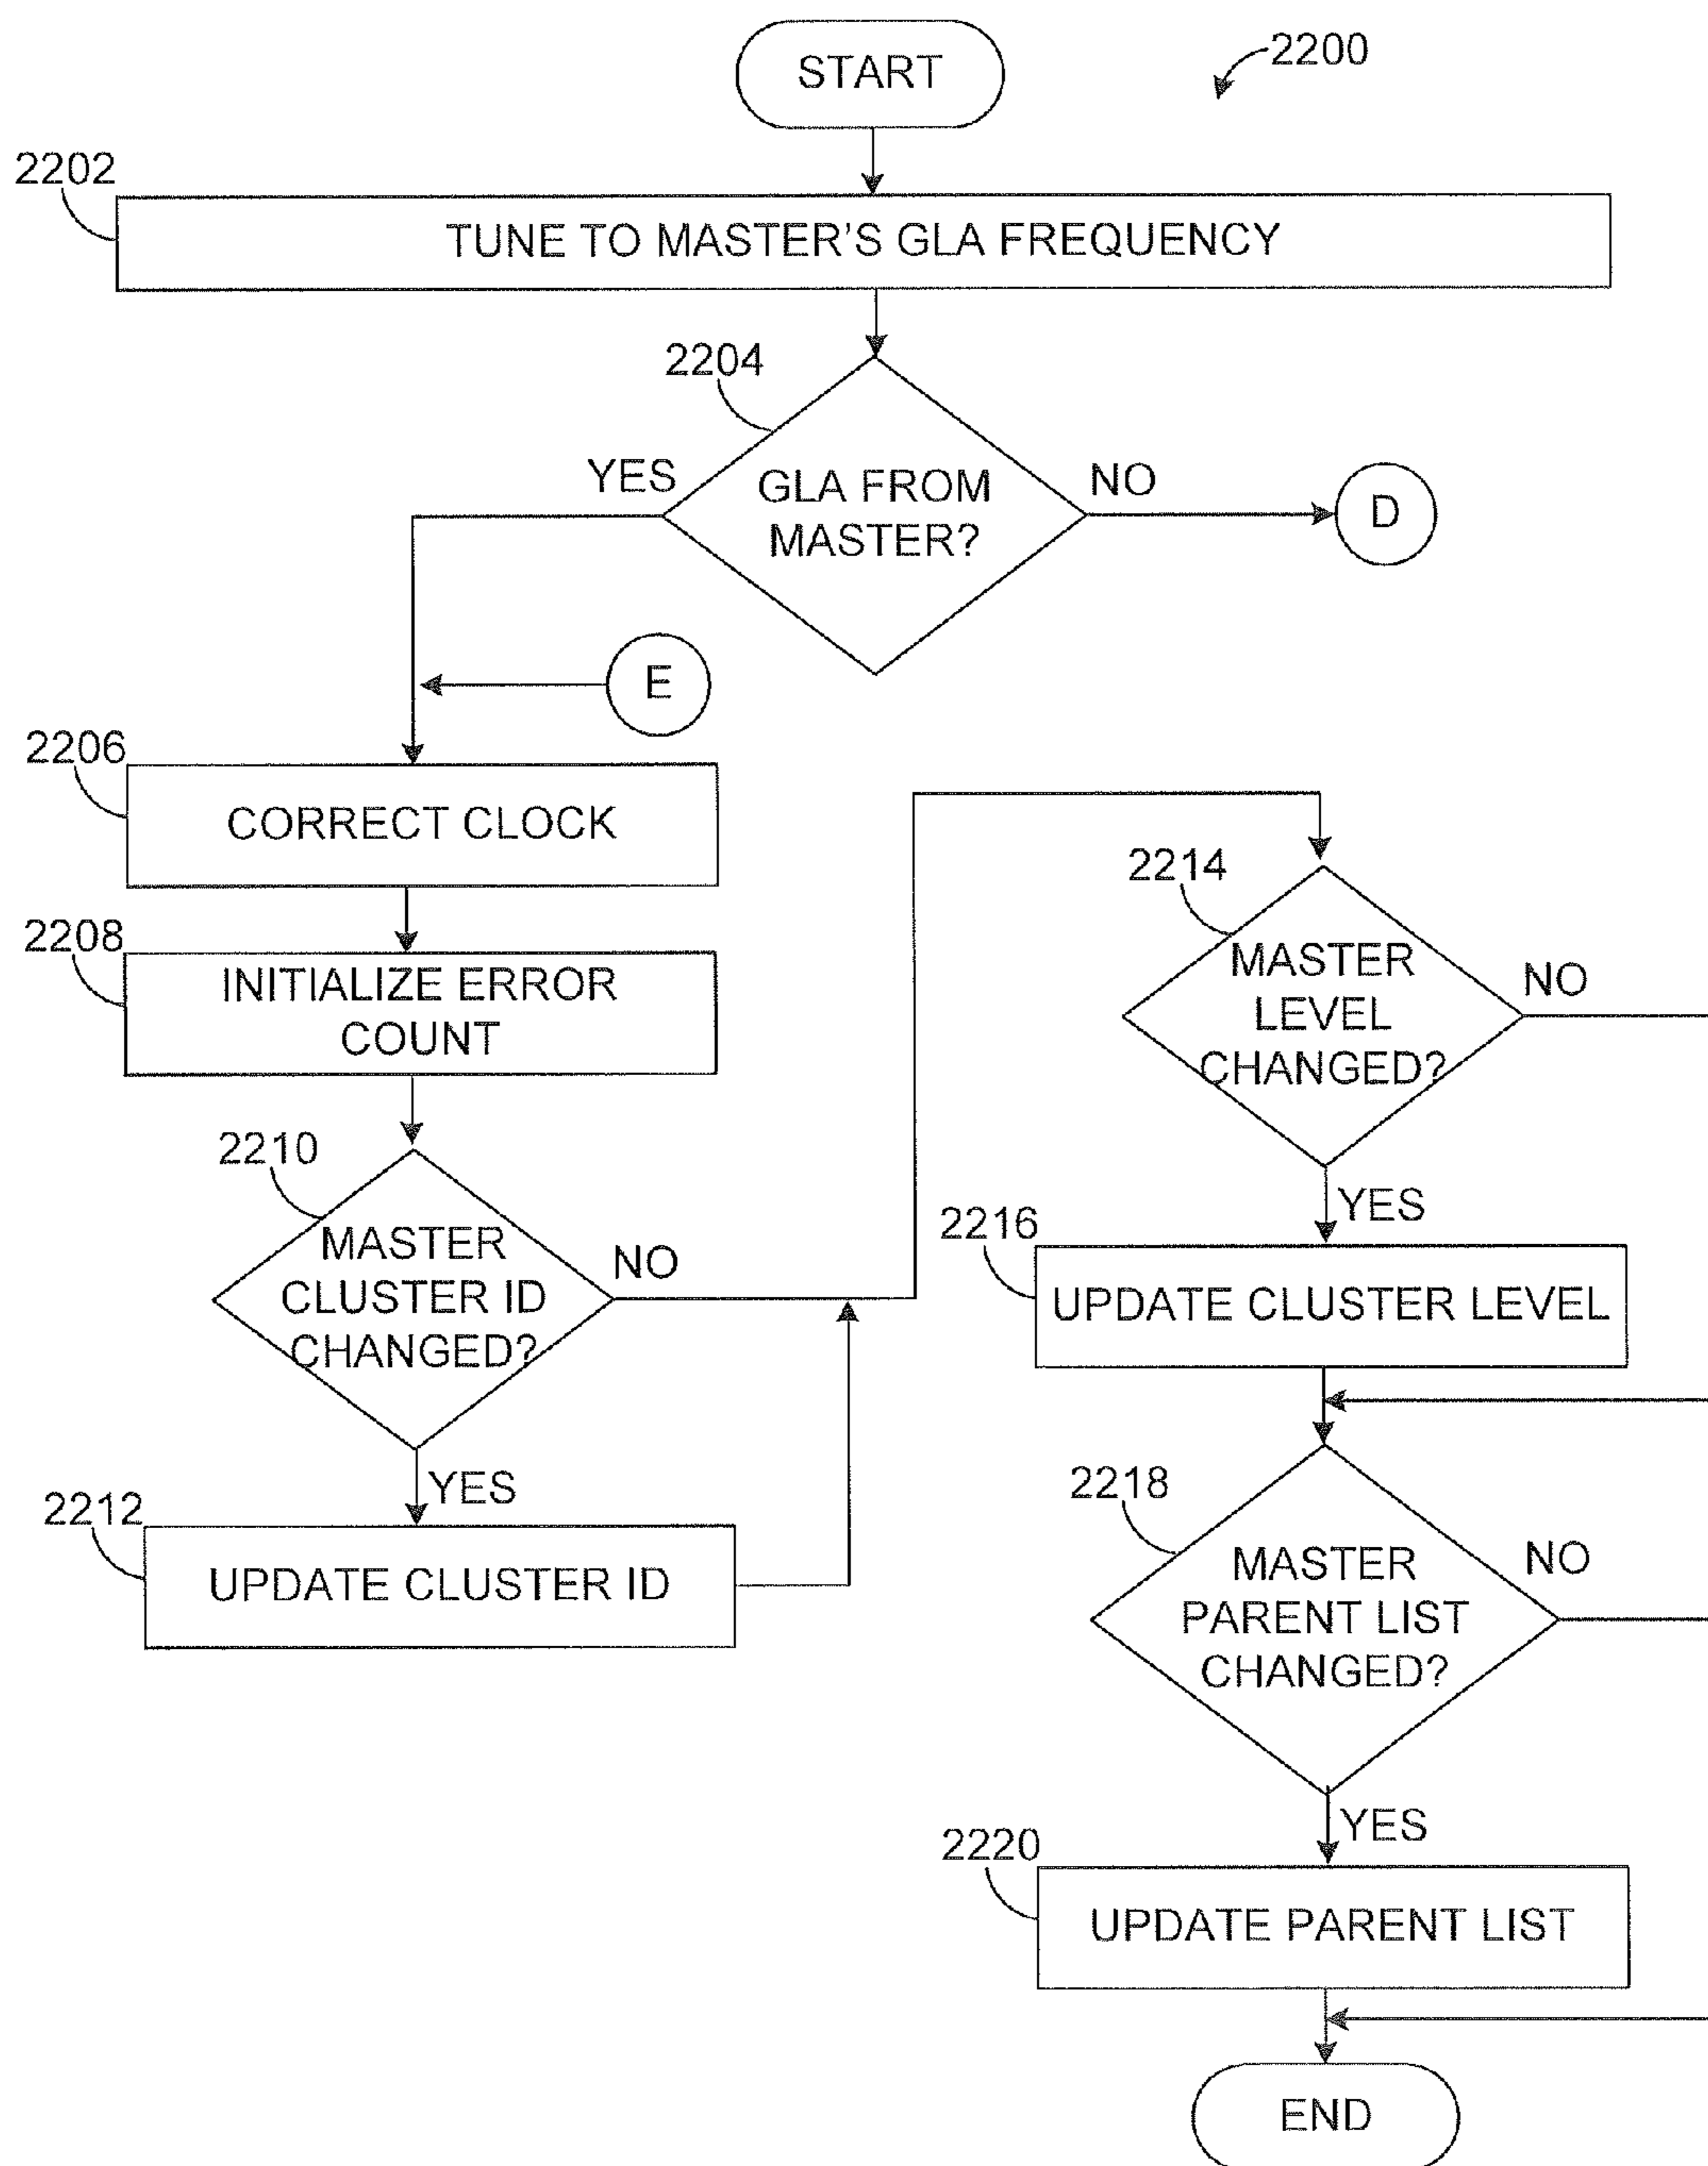 START
2200
2202
TUNE TO MASTER'S GLA FREQUENCY
2204
YES
GLA FROM
MASTER?
NO
D
E
2206
CORRECT CLOCK
2208
INITIALIZE ERROR
COUNT
2210
MASTER
CLUSTER ID
CHANGED?
NO
YES
2212
UPDATE CLUSTER ID
2214
MASTER
LEVEL
CHANGED?
NO
YES
2216
UPDATE CLUSTER LEVEL
2218
MASTER
PARENT LIST
CHANGED?
NO
YES
2220
UPDATE PARENT LIST
END